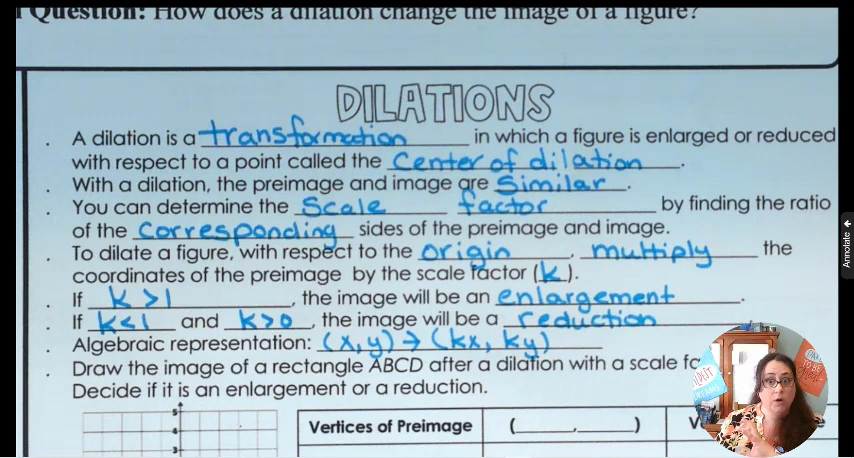 Question: How does a dilation change the image of a figure?
DILATIONS
. A dilation is a transformation in which a figure is enlarged or reduced
with respect to a point called the Center of dilation.
. With a dilation, the preimage and image are Similar.
. You can determine the Scale factor by finding the ratio
of the Corresponding sides of the preimage and image.
. To dilate a figure, with respect to the origin, multiply the
coordinates of the preimage by the scale factor (k).
. If k>1, the image will be an enlargement.
. If k<1 and k>0, the image will be a reduction
. Algebraic representation: (x,y)→(kx, ky)
. Draw the image of a rectangle ABCD after a dilation with a scale
Decide if it is an enlargement or a reduction.
5
4
3
Vertices of Preimage (____,____)
Annotate